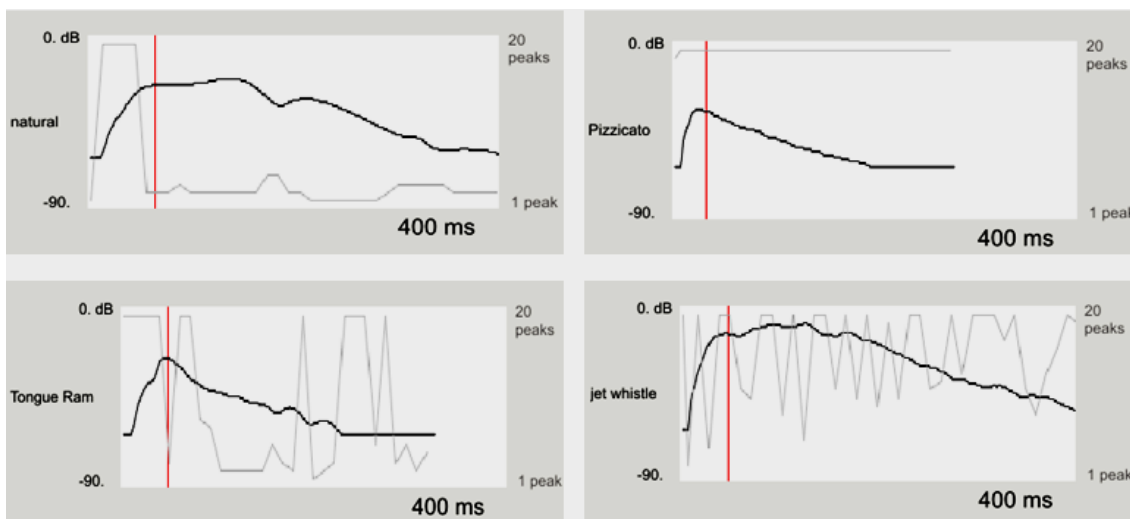 0. dB
20
peaks
natural
-90.
1 peak
400 ms
0. dB
20
peaks
Pizzicato
-90.
1 peak
400 ms
0. dB
20
peaks
Tongue Ram
-90.
1 peak
400 ms
0. dB
20
peaks
jet whistle
-90.
1 peak
400 ms